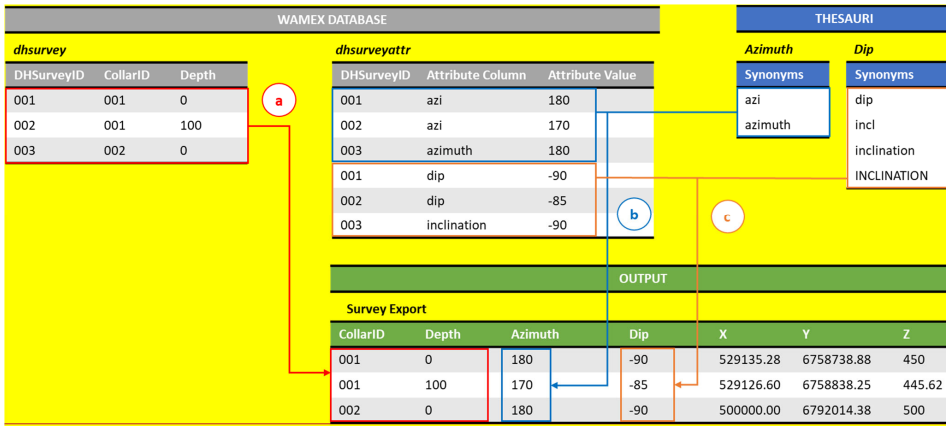 WAMEX DATABASE
THESAURI
dhsurvey
dhsurveyattr
Azimuth
Dip
DHSurveyID CollarID Depth
DHSurveyID Attribute Column Attribute Value
Synonyms
Synonyms
001 001 0
002 001 100
003 002 0
a
001 azi 180
002 azi 170
003 azimuth 180
001 dip -90
002 dip -85
003 inclination -90
azi
azimuth
dip
incl
inclination
INCLINATION
b
c
OUTPUT
Survey Export
CollarID Depth Azimuth Dip X Y Z
001 0 180 -90 529135.28 6758738.88 450
001 100 170 -85 529126.60 6758838.25 445.62
002 0 180 -90 500000.00 6792014.38 500